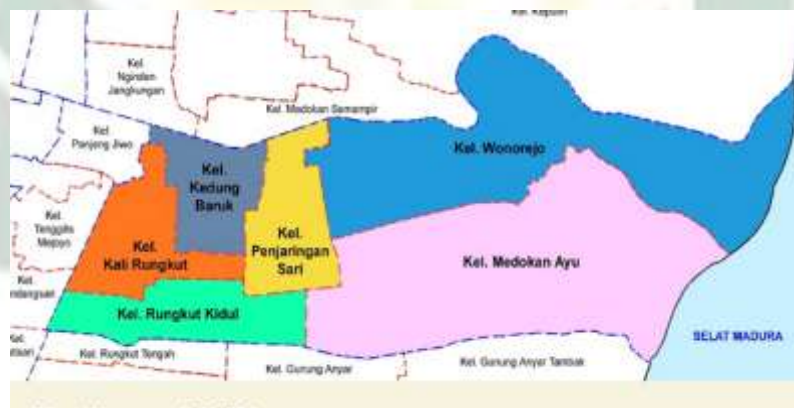 Kel.
Nginden
Jangkungan
Kel. Medokan Semampir
Kel.
Panjang Jiwo
Kel.
Kedung
Baruk
Kel. Wonorejo
Kel.
Tenggilis
Mejoyo
Kel.
Kali Rungkut
Kel.
Penjaringan
Sari
Kel. Medokan Ayu
Kel.
Kel. Rungkut Kidul
SELAT MADURA
Kel.
Kel. Rungkut Tengah
Kel. Gunung Anyar
Kel. Gunung Anyar Tambak